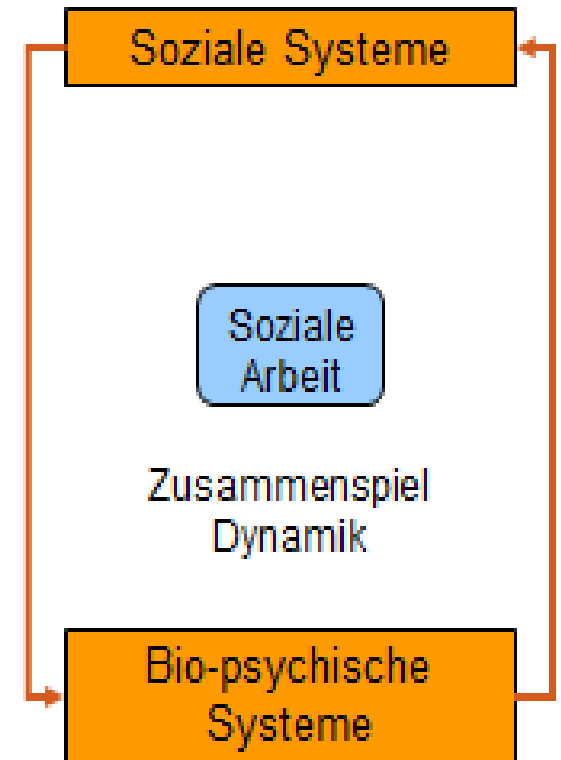 Soziale Systeme
Soziale
Arbeit
Zusammenspiel
Dynamik
Bio-psychische
Systeme